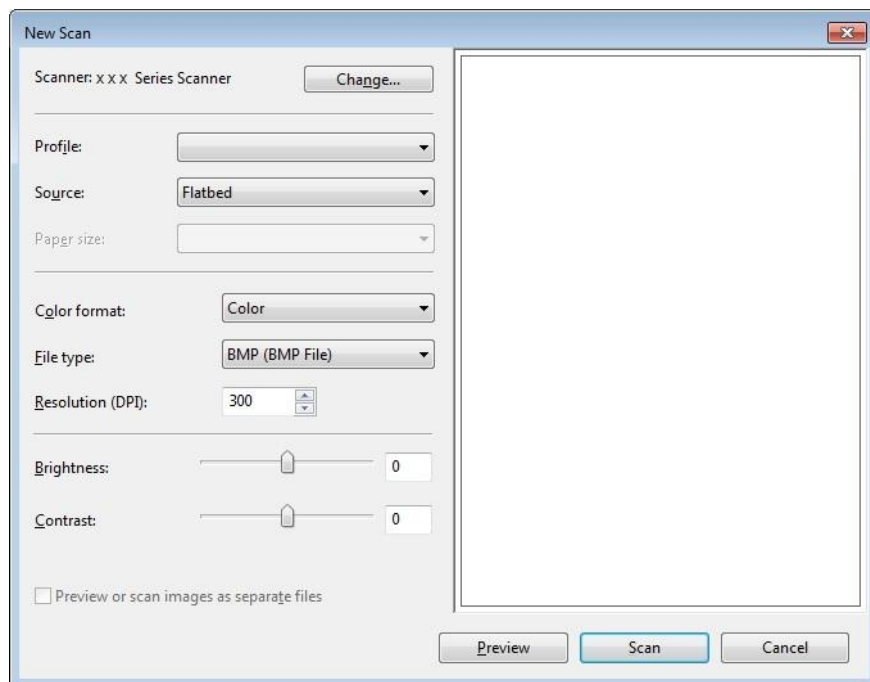 New Scan
Scanner: x x x Series Scanner
Change...
Profile:
Source:
Flatbed
Paper size:
Color format:
Color
File type:
BMP (BMP File)
Resolution (DPI):
300
Brightness:
0
Contrast:
0
Preview or scan images as separate files
Preview
Scan
Cancel